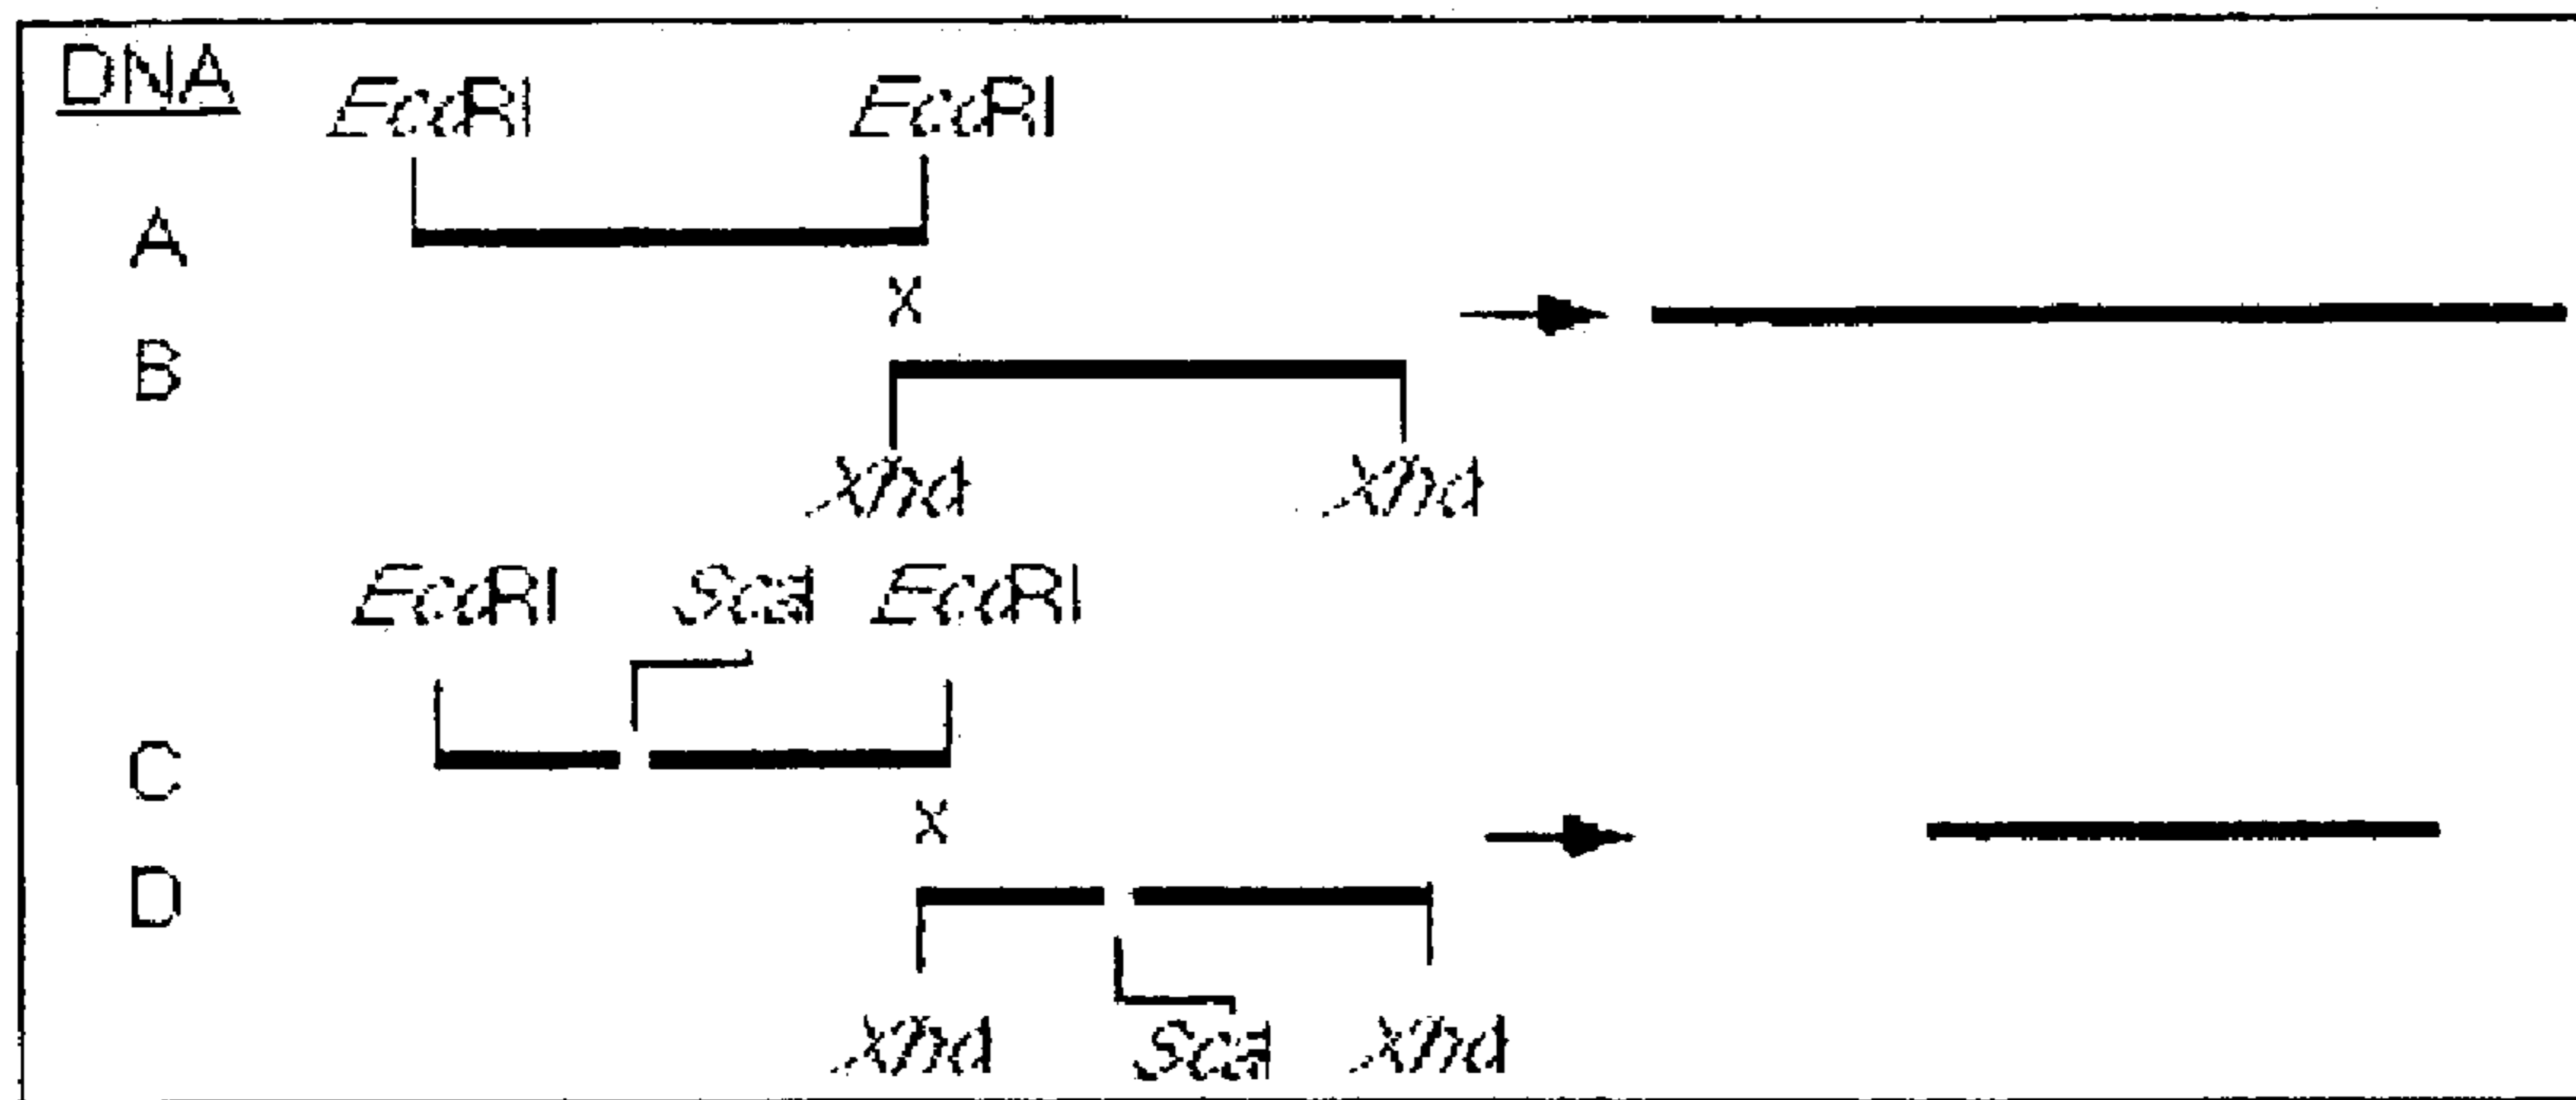 DNA
EcoRI EcoRI
A
X
B
XhoI XhoI
EcoRI ScaI EcoRI
C
X
D
XhoI ScaI XhoI